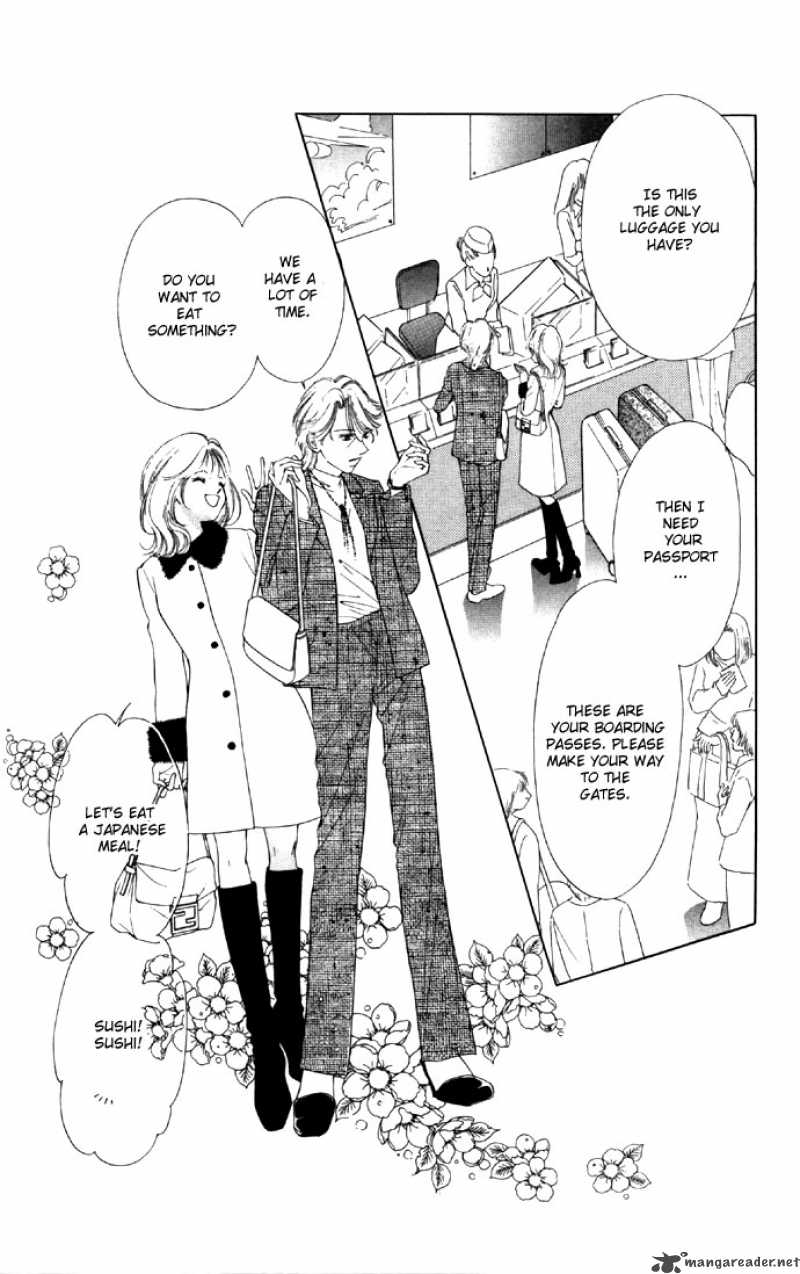 IS THIS
THE ONLY
LUGGAGE YOU
HAVE?
THEN I
NEED
YOUR
PASSPORT
...
THESE ARE
YOUR BOARDING
PASSES. PLEASE
MAKE YOUR WAY
TO THE
GATES.
WE
HAVE A
LOT OF
TIME.
DO YOU
WANT TO
EAT
SOMETHING?
LET'S EAT
A JAPANESE
MEAL!
SUSHI!
SUSHI!
mangareader.net